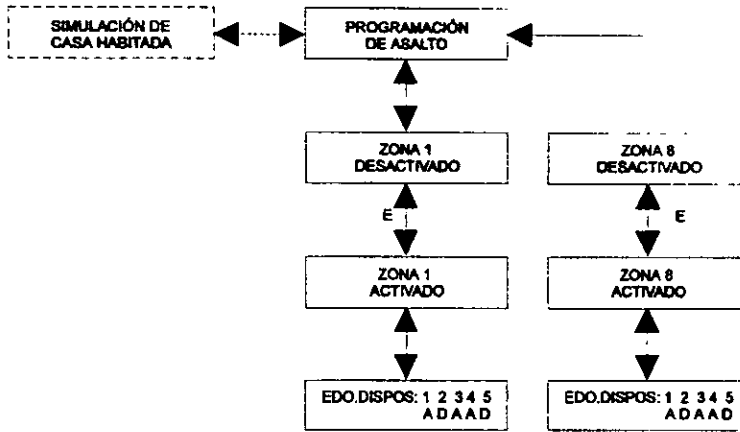 SIMULACIÓN DE
CASA HABITADA
PROGRAMACIÓN
DE ASALTO
ZONA 1
DESACTIVADO
ZONA 8
DESACTIVADO
E
E
ZONA 1
ACTIVADO
ZONA 8
ACTIVADO
EDO.DISPOS: 1 2 3 4 5
A D A A D
EDO.DISPOS: 1 2 3 4 5
A D A A D